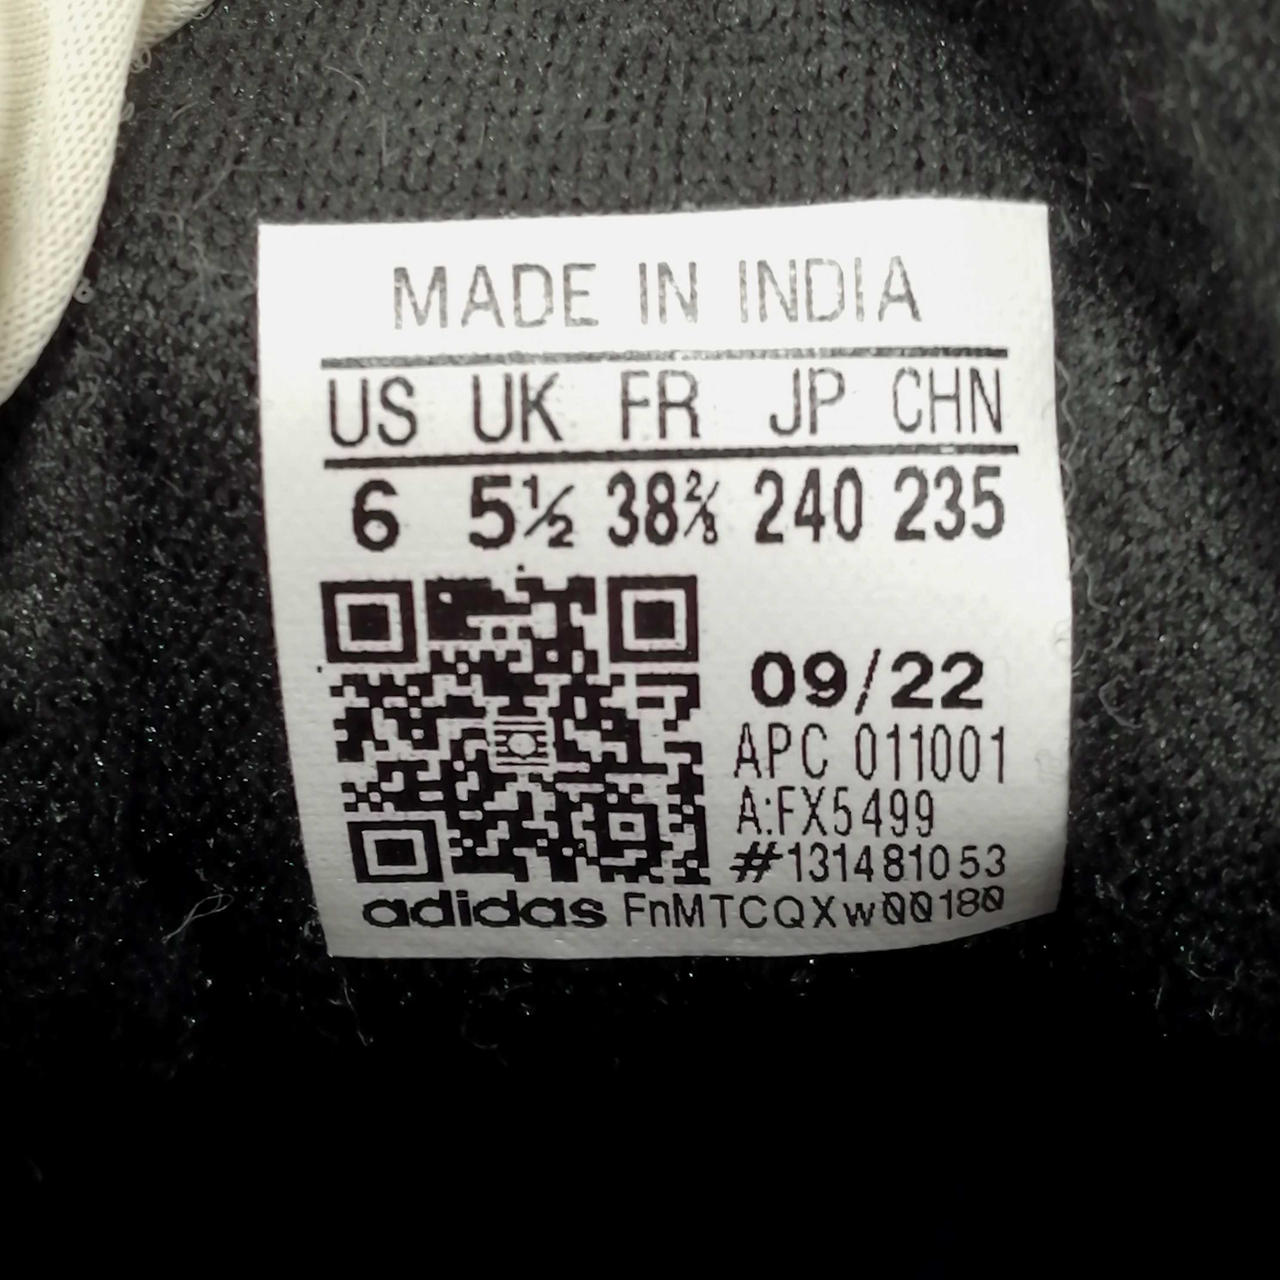 MADE IN INDIA
US UK FR JP CHN
6 5½ 38⅔ 240 235
09/22
APC 011001
A:FX5499
#131481053
adidas FnMTCQXw00180